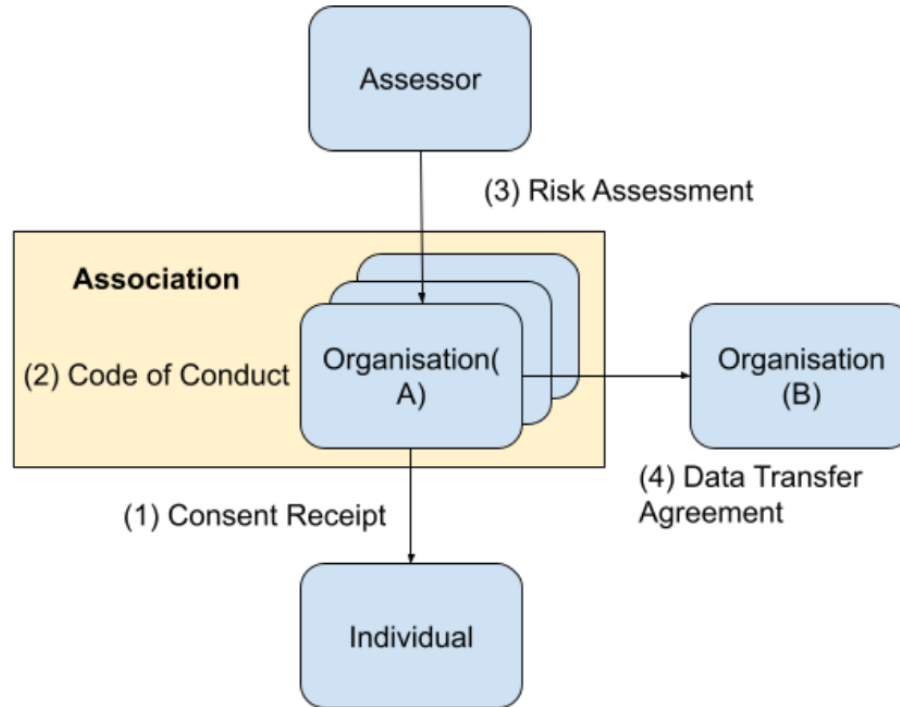 Assessor
(3) Risk Assessment
Association
(2) Code of Conduct
Organisation(
A)
Organisation
(B)
(4) Data Transfer
Agreement
(1) Consent Receipt
Individual